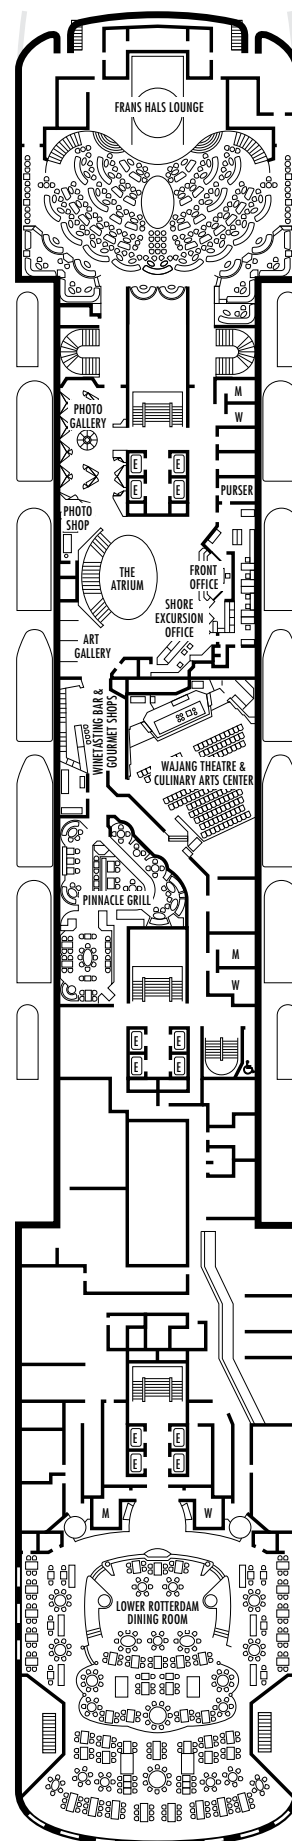 FRANS HALS LOUNGE
M
W
PHOTO
GALLERY
E
E
E
E
PURSER
PHOTO
SHOP
THE
ATRIUM
FRONT
OFFICE
SHORE
EXCURSION
OFFICE
ART
GALLERY
WINETASTING BAR &
GOURMET SHOPS
WAJANG THEATRE &
CULINARY ARTS CENTER
PINNACLE GRILL
M
W
E
E
E
E
E
E
E
E
M
W
LOWER ROTTERDAM
DINING ROOM